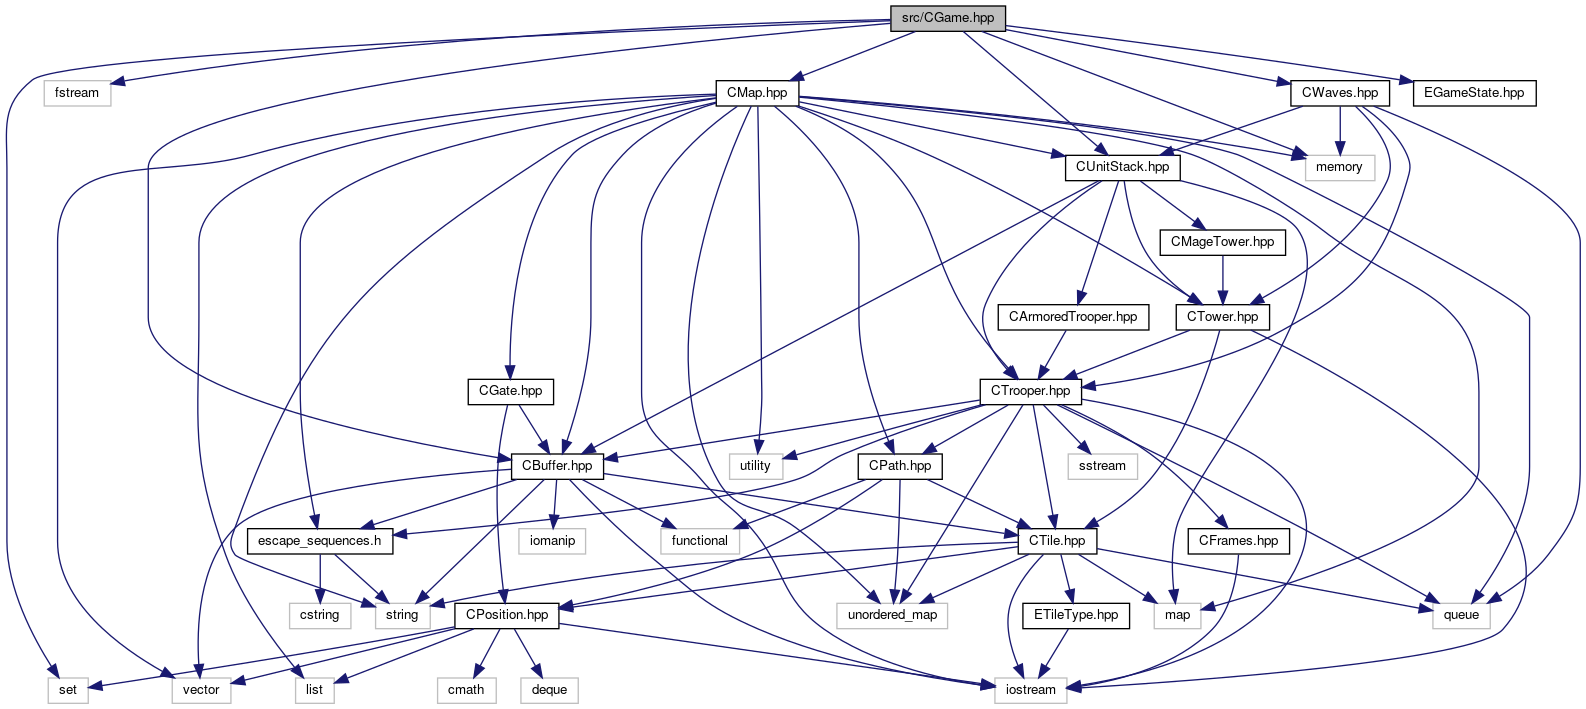 src/CGame.hpp
fstream
CMap.hpp
CWaves.hpp
EGameState.hpp
CUnitStack.hpp
memory
CMageTower.hpp
CArmoredTrooper.hpp
CTower.hpp
CGate.hpp
CTrooper.hpp
CBuffer.hpp
utility
CPath.hpp
sstream
escape_sequences.h
iomanip
functional
CTile.hpp
CFrames.hpp
cstring
string
CPosition.hpp
unordered_map
ETileType.hpp
map
queue
set
vector
list
cmath
deque
iostream